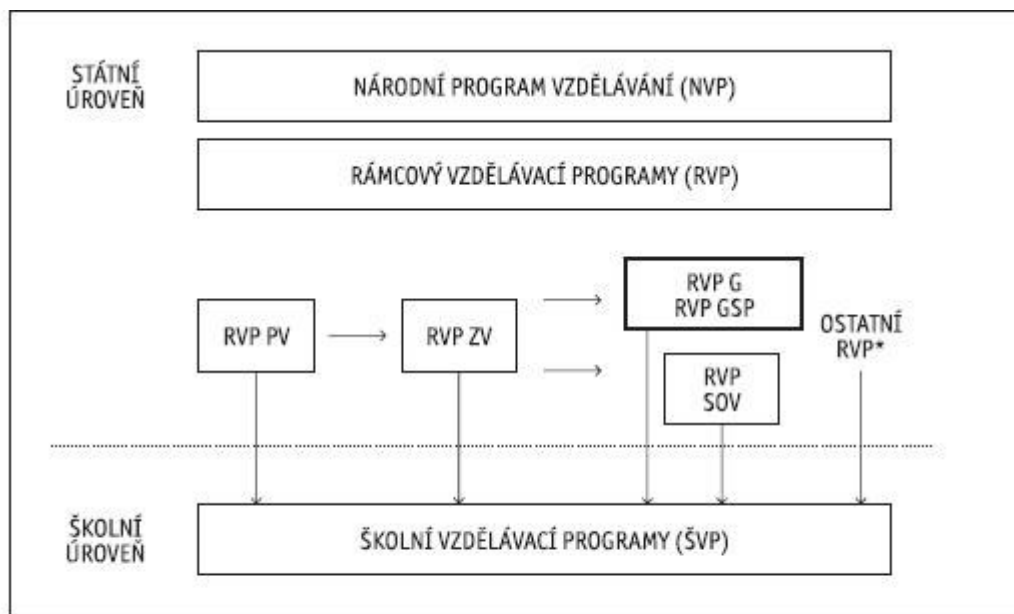 STÁTNÍ
ÚROVEŇ
NÁRODNÍ PROGRAM VZDĚLÁVÁNÍ (NVP)
RÁMCOVÝ VZDĚLÁVACÍ PROGRAMY (RVP)
RVP PV
RVP ZV
RVP G
RVP GSP
RVP
SOV
OSTATNÍ
RVP*
ŠKOLNÍ
ÚROVEŇ
ŠKOLNÍ VZDĚLÁVACÍ PROGRAMY (ŠVP)